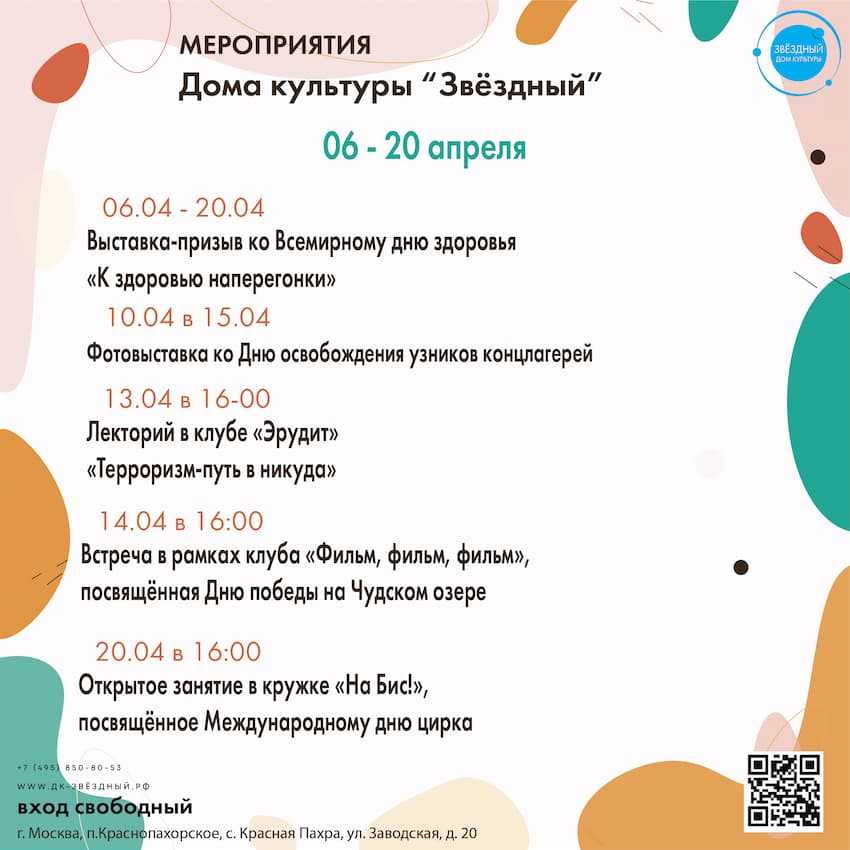 МЕРОПРИЯТИЯ
Дома культуры “Звёздный”
ЗВЁЗДНЫЙ
ДОМ КУЛЬТУРЫ
06 - 20 апреля
06.04 - 20.04
Выставка-призыв ко Всемирному дню здоровья
«К здоровью наперегонки»
10.04 в 15.04
Фотовыставка ко Дню освобождения узников концлагерей
13.04 в 16-00
Лекторий в клубе «Эрудит»
«Терроризм-путь в никуда»
14.04 в 16:00
Встреча в рамках клуба «Фильм, фильм, фильм»,
посвящённая Дню победы на Чудском озере
20.04 в 16:00
Открытое занятие в кружке «На Бис!»,
посвящённое Международному дню цирка
+7 (495) 850-80-53
WWW.ДК-ЗВЁЗДНЫЙ.РФ
вход свободный
г. Москва, п.Краснопахорское, с. Красная Пахра, ул. Заводская, д. 20